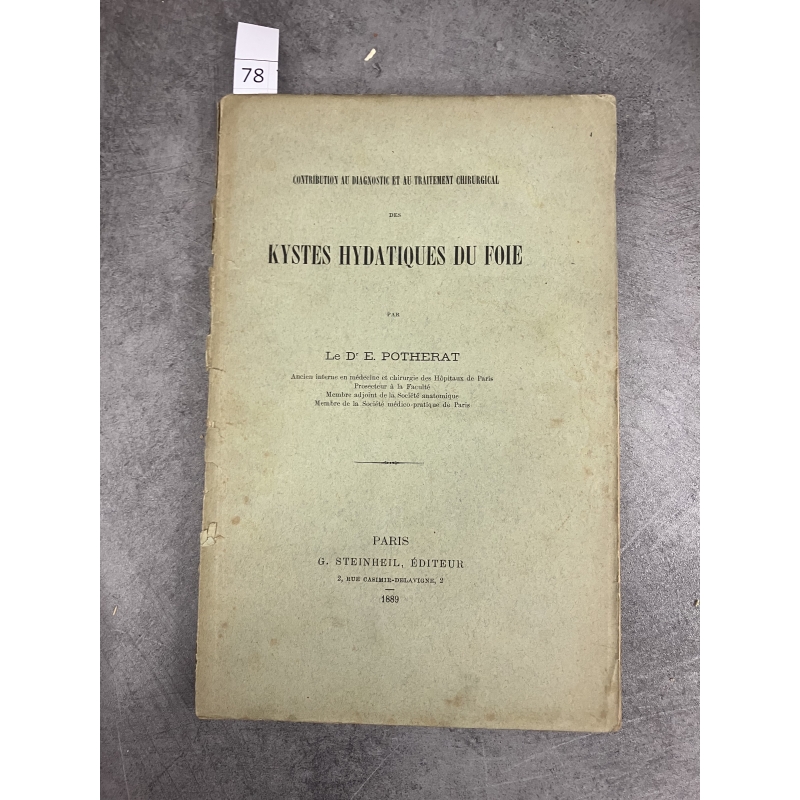 78
CONTRIBUTION AU DIAGNOSTIC ET AU TRAITEMENT CHIRURGICAL
DES
KYSTES HYDATIQUES DU FOIE
PAR
Le Dr E. POTHERAT
Ancien interne en médecine et chirurgie des Hôpitaux de Paris
Prosecteur à la Faculté
Membre adjoint de la Société anatomique
Membre de la Société médico-pratique de Paris
PARIS
G. STEINHEIL, ÉDITEUR
2, RUE CASIMIR-DELAVIGNE, 2
1889